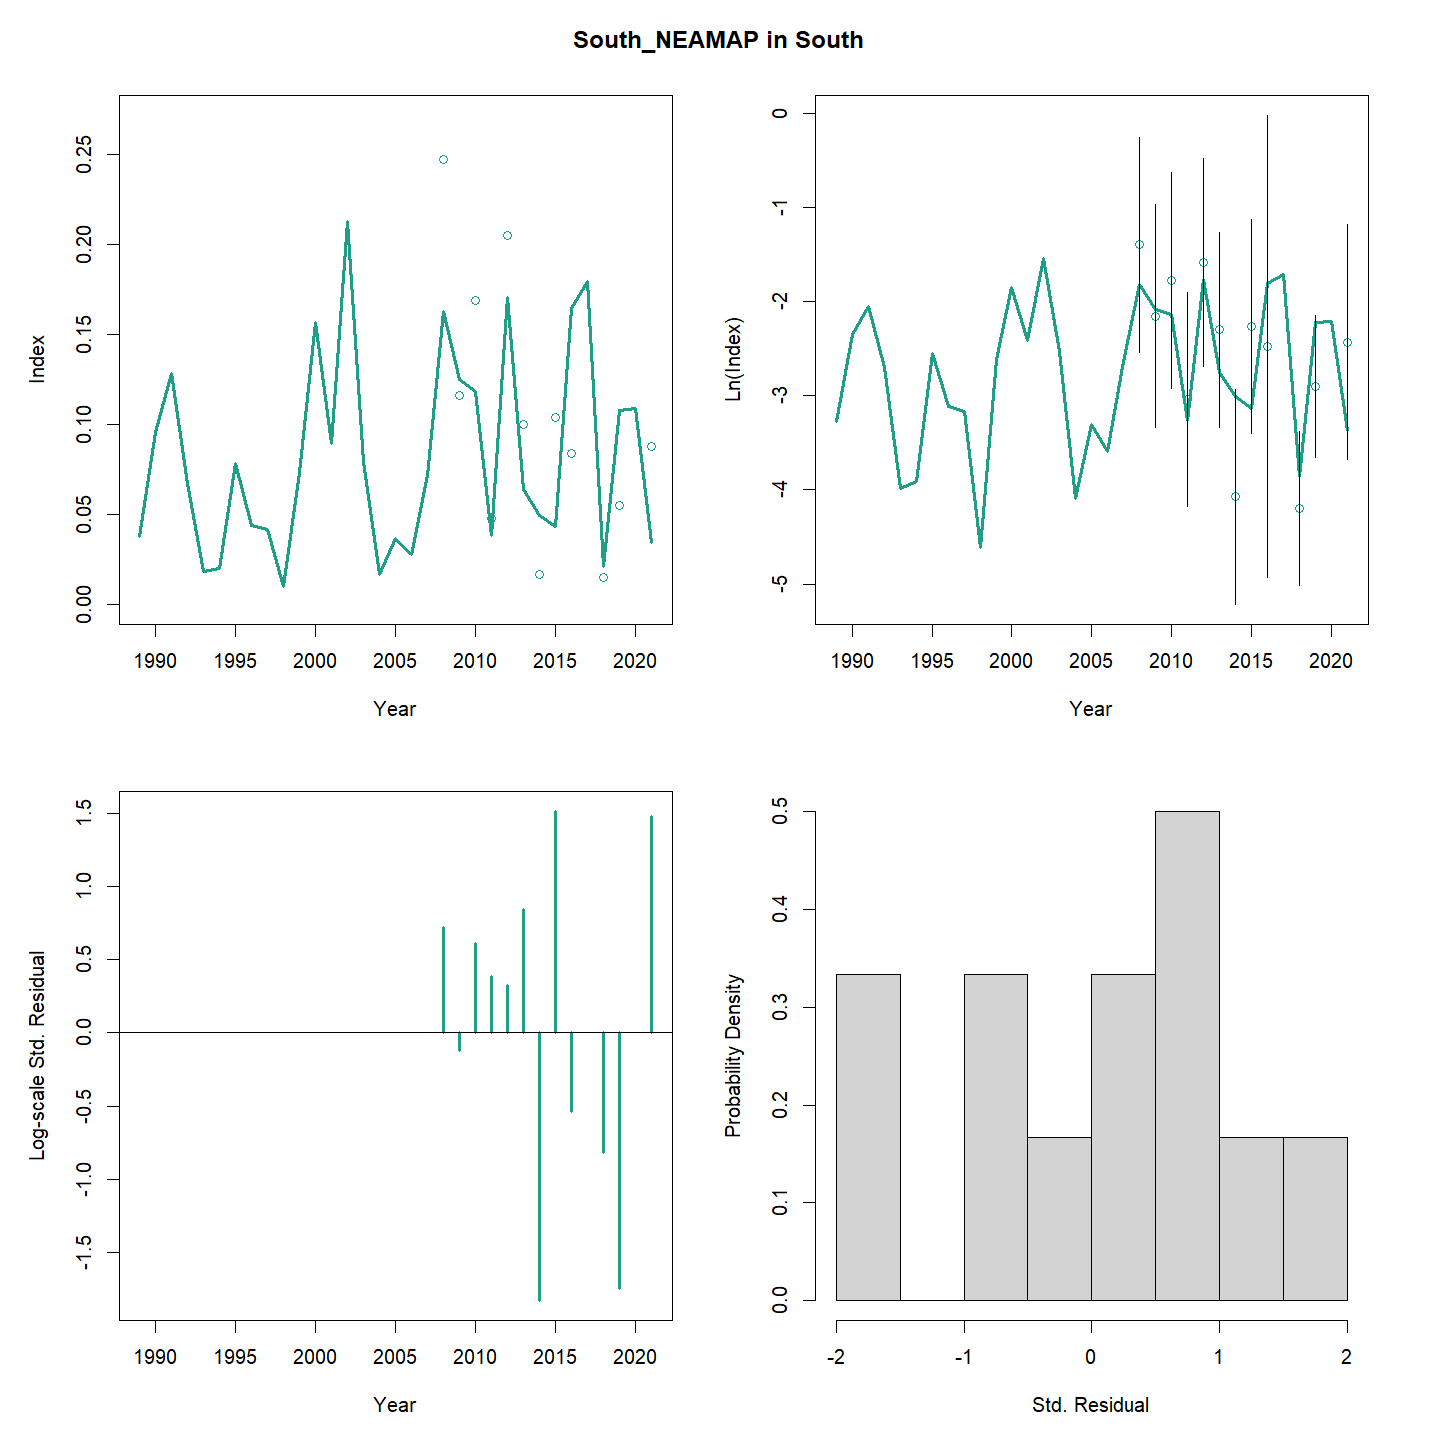 South_NEAMAP in South
Index
0.25
0.20
0.15
0.10
0.05
0.00
1990 1995 2000 2005 2010 2015 2020
Year
Ln(Index)
0
-1
-2
-3
-4
-5
1990 1995 2000 2005 2010 2015 2020
Year
Log-scale Std. Residual
1.5
1.0
0.5
0.0
-0.5
-1.0
-1.5
1990 1995 2000 2005 2010 2015 2020
Year
Probability Density
0.5
0.4
0.3
0.2
0.1
0.0
-2 -1 0 1 2
Std. Residual